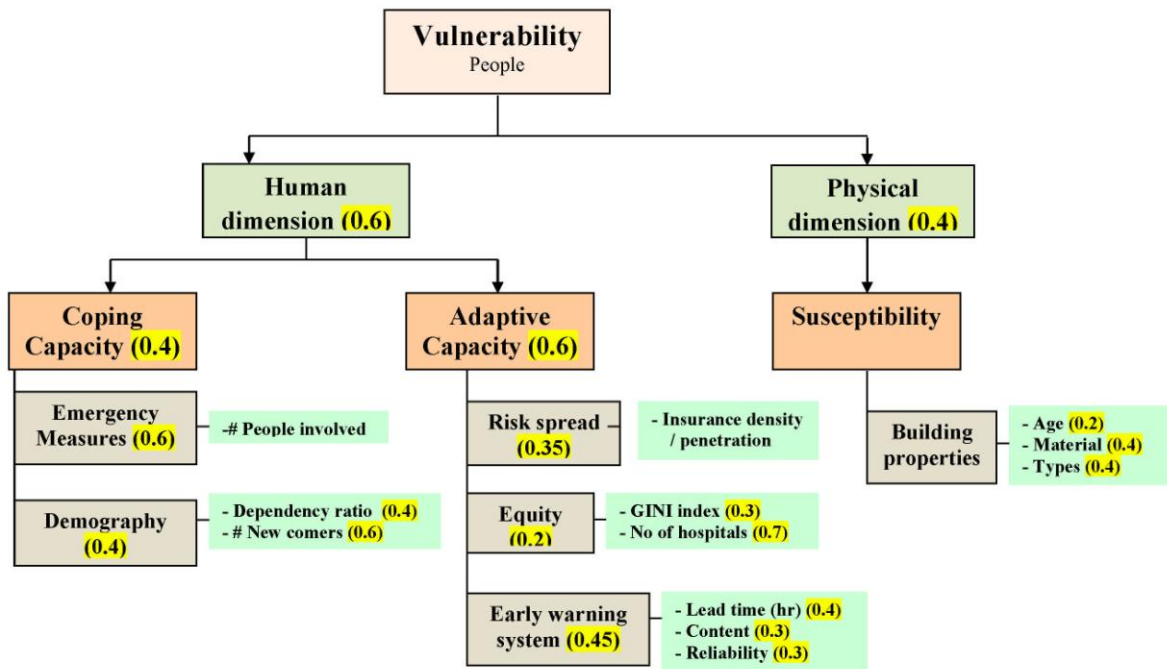 Vulnerability
People
Human
dimension (0.6)
Physical
dimension (0.4)
Coping
Capacity (0.4)
Adaptive
Capacity (0.6)
Susceptibility
Emergency
Measures (0.6)
-# People involved
Demography
(0.4)
- Dependency ratio (0.4)
- # New comers (0.6)
Risk spread
(0.35)
- Insurance density
/ penetration
Equity
(0.2)
- GINI index (0.3)
- No of hospitals (0.7)
Early warning
system (0.45)
- Lead time (hr) (0.4)
- Content (0.3)
- Reliability (0.3)
Building
properties
- Age (0.2)
- Material (0.4)
- Types (0.4)